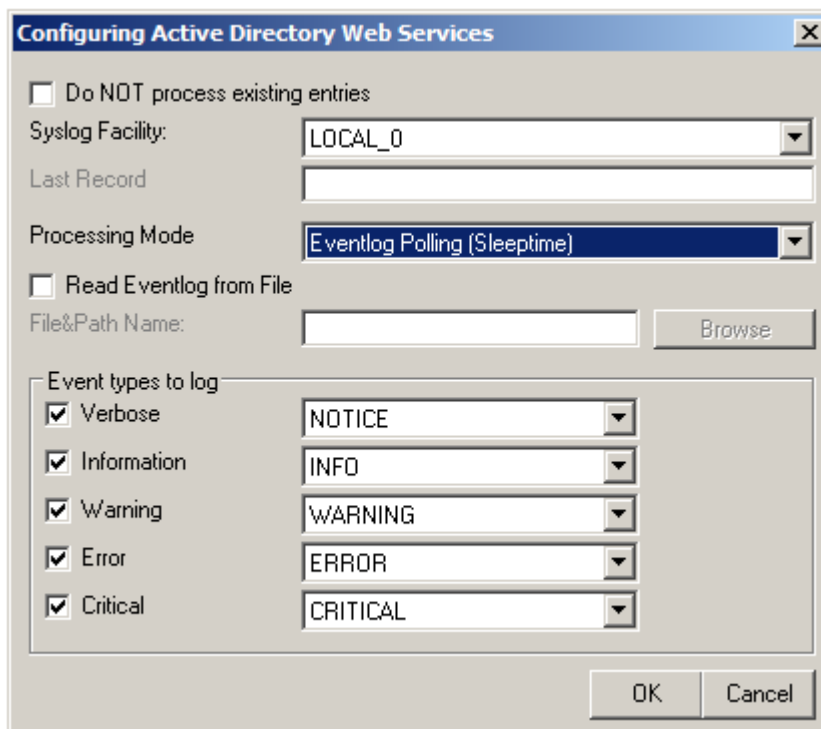 Configuring Active Directory Web Services
Do NOT process existing entries
Syslog Facility: LOCAL_0
Last Record
Processing Mode Eventlog Polling (Sleeptime)
Read Eventlog from File
File&Path Name: Browse
Event types to log
Verbose NOTICE
Information INFO
Warning WARNING
Error ERROR
Critical CRITICAL
OK Cancel